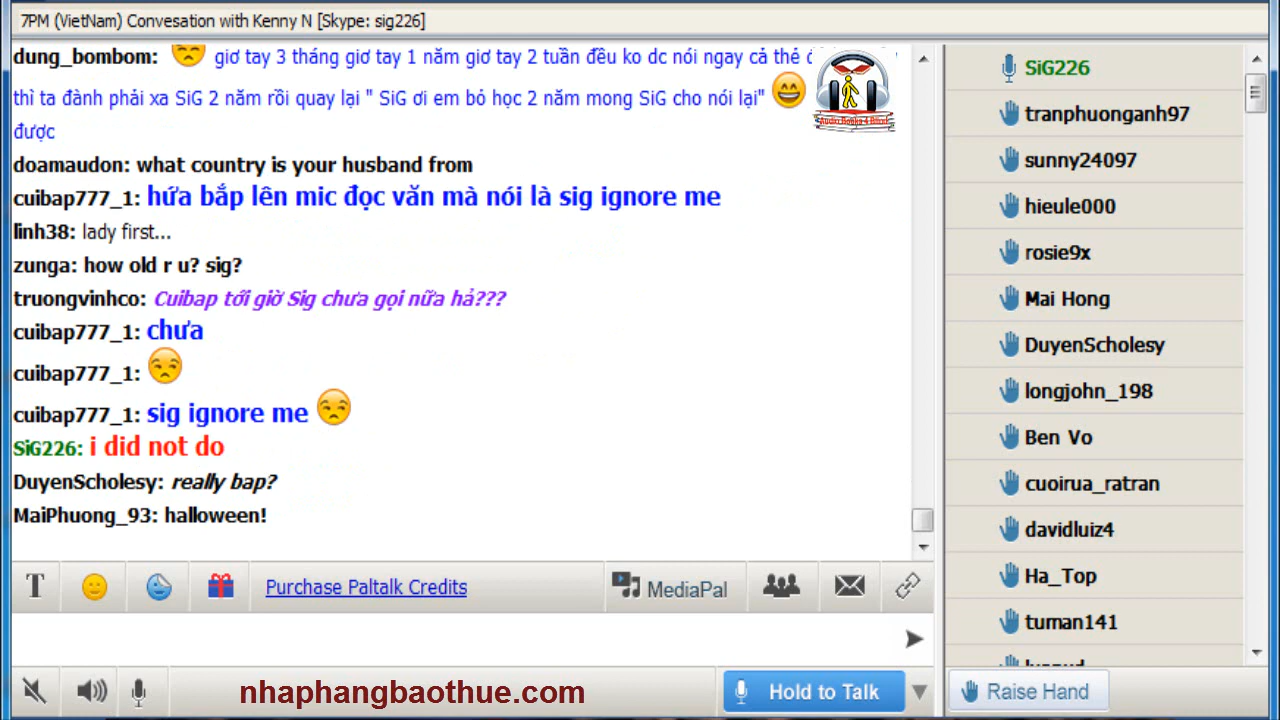 7PM (VietNam) Convesation with Kenny N [Skype: sig226]
dung_bombom: giơ tay 3 tháng giơ tay 1 năm giơ tay 2 tuần đều ko dc nói ngay cả thẻ
thì ta đành phải xa SiG 2 năm rồi quay lại " SiG ơi em bỏ học 2 năm mong SiG cho nói lại"
được
doamaudon: what country is your husband from
cuibap777_1: hứa bắp lên mic đọc văn mà nói là sig ignore me
linh38: lady first...
zunga: how old r u? sig?
truongvinhco: Cuibap tới giờ Sig chưa gọi nữa hả???
cuibap777_1: chưa
cuibap777_1:
cuibap777_1: sig ignore me
SiG226: i did not do
DuyenScholesy: really bap?
MaiPhuong_93: halloween!
Audio Books 4 Blind
SiG226
tranphuonganh97
sunny24097
hieule000
rosie9x
Mai Hong
DuyenScholesy
longjohn_198
Ben Vo
cuoirua_ratran
davidluiz4
Ha_Top
tuman141
T
Purchase Paltalk Credits
MediaPal
nhaphangbaothue.com
Hold to Talk
Raise Hand